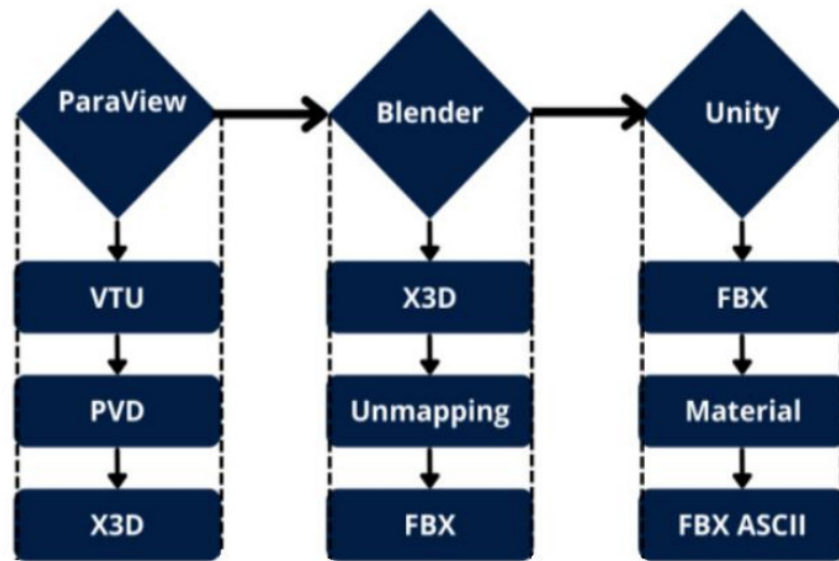 ParaView
Blender
Unity
VTU
X3D
FBX
PVD
Unmapping
Material
X3D
FBX
FBX ASCII